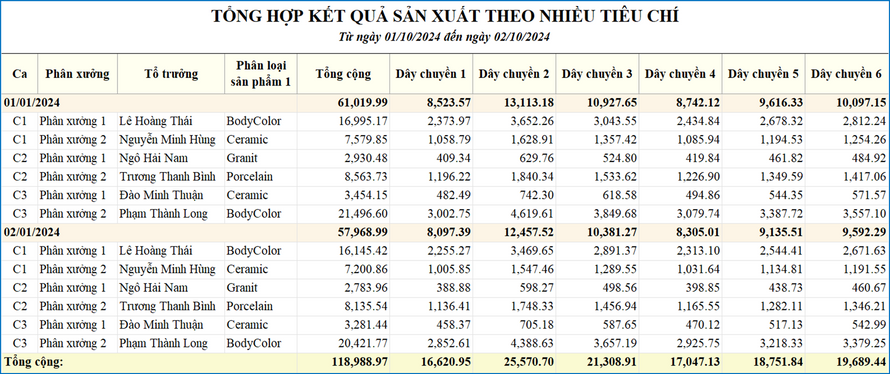 TỔNG HỢP KẾT QUẢ SẢN XUẤT THEO NHIỀU TIÊU CHÍ
Từ ngày 01/10/2024 đến ngày 02/10/2024
Ca Phân xưởng Tổ trưởng Phân loại sản phẩm 1 Tổng cộng Dây chuyền 1 Dây chuyền 2 Dây chuyền 3 Dây chuyền 4 Dây chuyền 5 Dây chuyền 6
01/01/2024 61,019.99 8,523.57 13,113.18 10,927.65 8,742.12 9,616.33 10,097.15
C1 Phân xưởng 1 Lê Hoàng Thái BodyColor 16,995.17 2,373.97 3,652.26 3,043.55 2,434.84 2,678.32 2,812.24
C1 Phân xưởng 2 Nguyễn Minh Hùng Ceramic 7,579.85 1,058.79 1,628.91 1,357.42 1,085.94 1,194.53 1,254.26
C2 Phân xưởng 1 Ngô Hải Nam Granit 2,930.48 409.34 629.76 524.80 419.84 461.82 484.92
C2 Phân xưởng 2 Trương Thanh Bình Porcelain 8,563.73 1,196.22 1,840.34 1,533.62 1,226.90 1,349.59 1,417.06
C3 Phân xưởng 1 Đào Minh Thuận Ceramic 3,454.15 482.49 742.30 618.58 494.86 544.35 571.57
C3 Phân xưởng 2 Phạm Thành Long BodyColor 21,496.60 3,002.75 4,619.61 3,849.68 3,079.74 3,387.72 3,557.10
02/01/2024 57,968.99 8,097.39 12,457.52 10,381.27 8,305.01 9,135.51 9,592.29
C1 Phân xưởng 1 Lê Hoàng Thái BodyColor 16,145.42 2,255.27 3,469.65 2,891.37 2,313.10 2,544.41 2,671.63
C1 Phân xưởng 2 Nguyễn Minh Hùng Ceramic 7,200.86 1,005.85 1,547.46 1,289.55 1,031.64 1,134.81 1,191.55
C2 Phân xưởng 1 Ngô Hải Nam Granit 2,783.96 388.88 598.27 498.56 398.85 438.73 460.67
C2 Phân xưởng 2 Trương Thanh Bình Porcelain 8,135.54 1,136.41 1,748.33 1,456.94 1,165.55 1,282.11 1,346.21
C3 Phân xưởng 1 Đào Minh Thuận Ceramic 3,281.44 458.37 705.18 587.65 470.12 517.13 542.99
C3 Phân xưởng 2 Phạm Thành Long BodyColor 20,421.77 2,852.61 4,388.63 3,657.19 2,925.75 3,218.33 3,379.25
Tổng cộng: 118,988.97 16,620.95 25,570.70 21,308.91 17,047.13 18,751.84 19,689.44